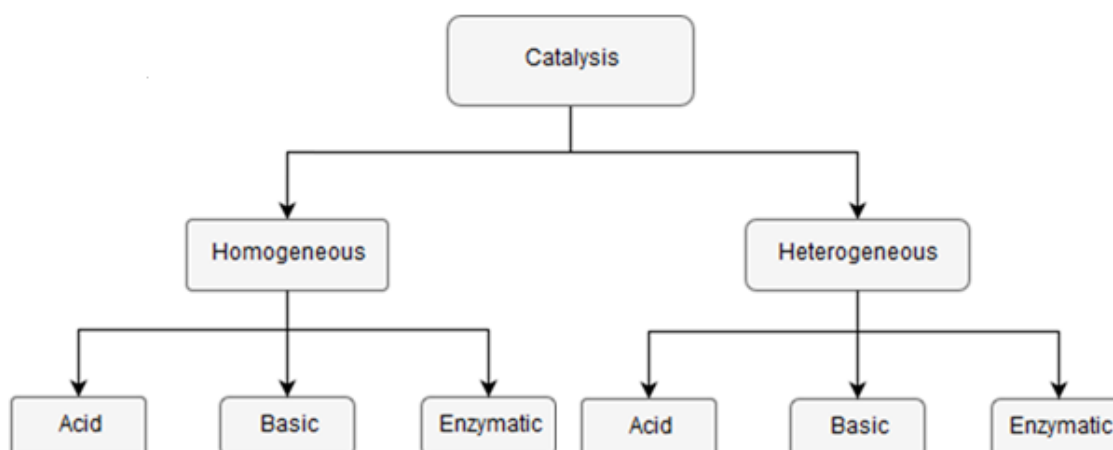 Catalysis
Homogeneous
Heterogeneous
Acid
Basic
Enzymatic
Acid
Basic
Enzymatic